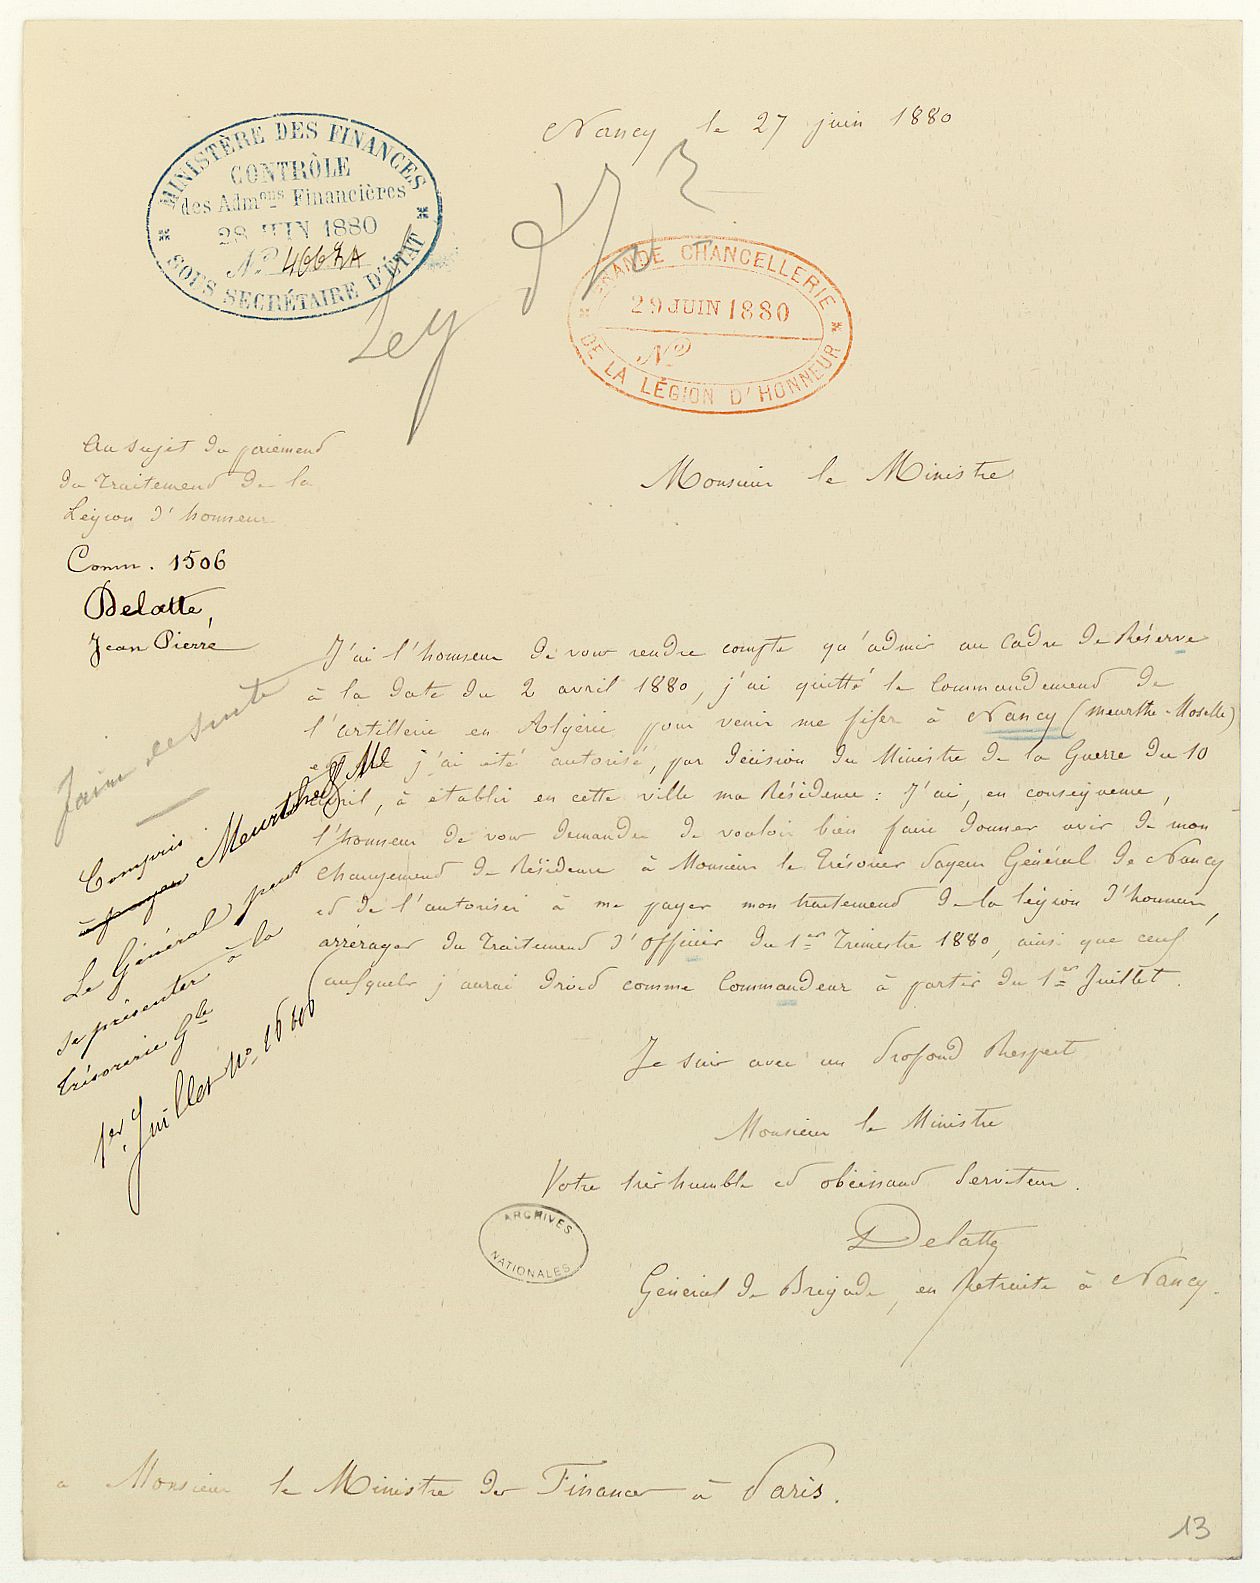 Nancy le 27 juin 1880
MINISTÈRE DES FINANCES
CONTRÔLE
des Admons Financières
28 JUIN 1880
No
SOUS SECRÉTAIRE D'ÉTAT
Leg d'h
GRANDE CHANCELLERIE
29 JUIN 1880
No
DE LA LÉGION D'HONNEUR
Au sujet du paiement
du traitement de la
Légion d'honneur
Comm. 1506
Delatte,
Jean Pierre
Monsieur le Ministre
J'ai l'honneur de vous rendre compte qu'admis au Cadre de Réserve
à la date du 2 avril 1880, j'ai quitté le Commandement de
l'artillerie en Algérie pour venir me fixer à Nancy (Meurthe-Moselle)
et j'ai été autorisé, par décision du Ministre de la Guerre du 10
avril, à établir en cette ville ma Résidence : J'ai, en conséquence,
l'honneur de vous demander de vouloir bien faire donner avis de mon
changement de Résidence à Monsieur le Trésorier Payeur Général de Nancy
et de l'autoriser à me payer mon traitement de la légion d'honneur,
arrérages du Traitement d'officier du 1er Trimestre 1880, ainsi que ceux
auxquels j'aurai droit comme Commandeur à partir du 1er Juillet.
Je suis avec un profond Respect
Monsieur le Ministre
Votre très humble et obéissant Serviteur.
Delatte
Général de Brigade, en Retraite à Nancy.
faire de suite
Compris
Meurthe & Mlle
Le Général peut
se présenter à la
trésorerie Gle
1er Juillet No
ARCHIVES
NATIONALES
a Monsieur le Ministre des Finances à Paris.
13